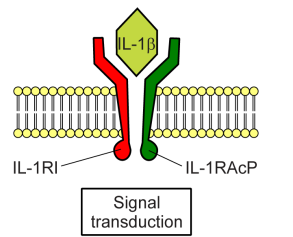 IL-1β
IL-1RI
IL-1RAcP
Signal
transduction